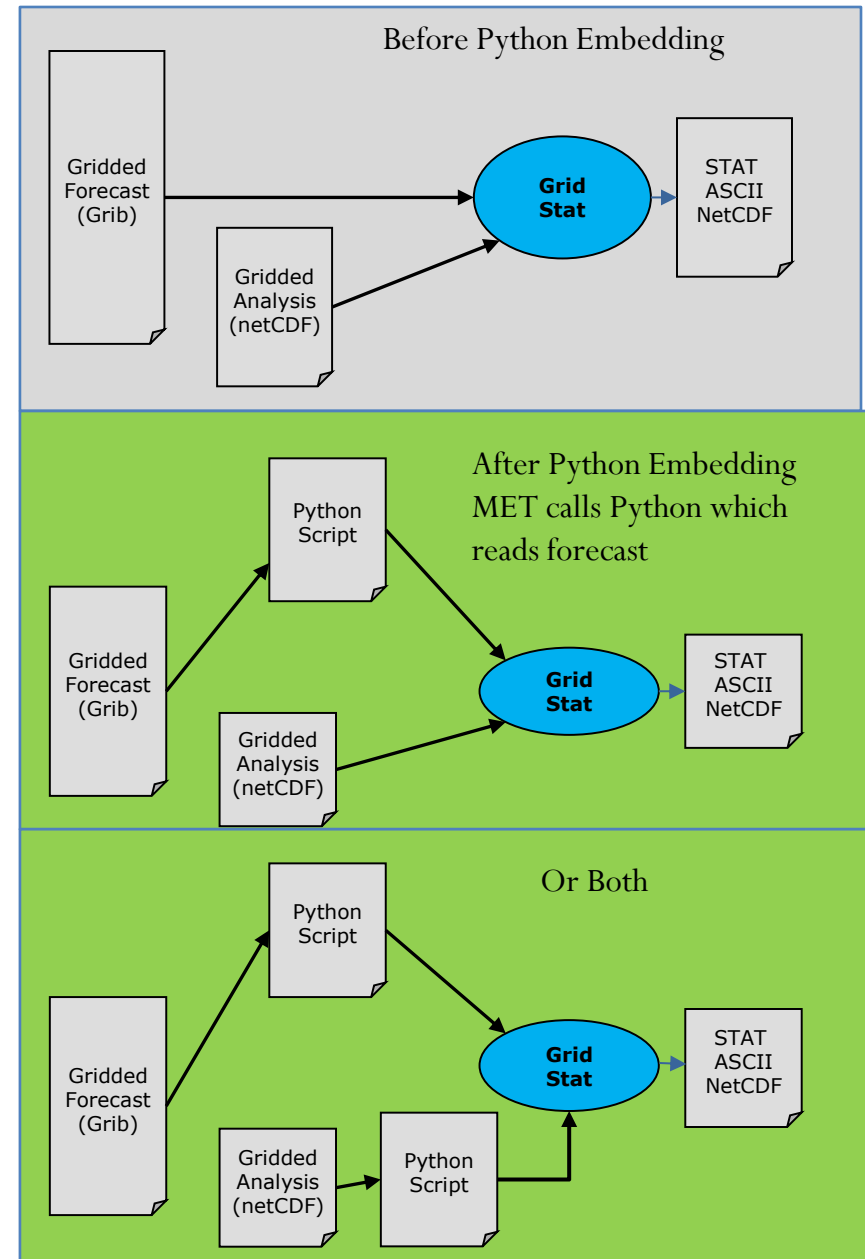 Before Python Embedding
Gridded
Forecast
(Grib)
Gridded
Analysis
(netCDF)
Grid
Stat
STAT
ASCII
NetCDF
After Python Embedding
MET calls Python which
reads forecast
Python
Script
Gridded
Forecast
(Grib)
Gridded
Analysis
(netCDF)
Grid
Stat
STAT
ASCII
NetCDF
Or Both
Python
Script
Gridded
Forecast
(Grib)
Gridded
Analysis
(netCDF)
Python
Script
Grid
Stat
STAT
ASCII
NetCDF